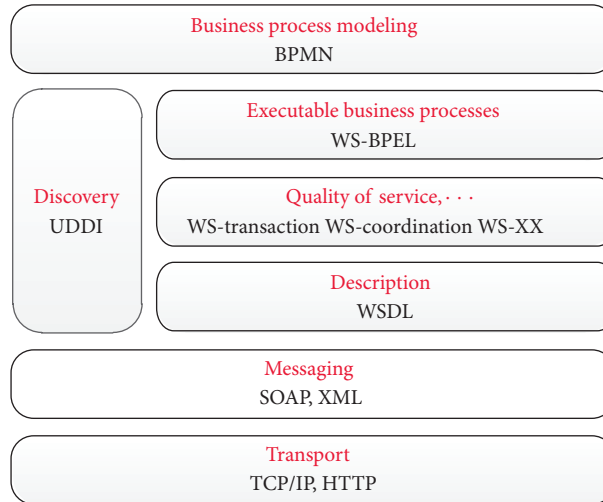 Business process modeling
BPMN
Discovery
UDDI
Executable business processes
WS-BPEL
Quality of service, · · ·
WS-transaction WS-coordination WS-XX
Description
WSDL
Messaging
SOAP, XML
Transport
TCP/IP, HTTP